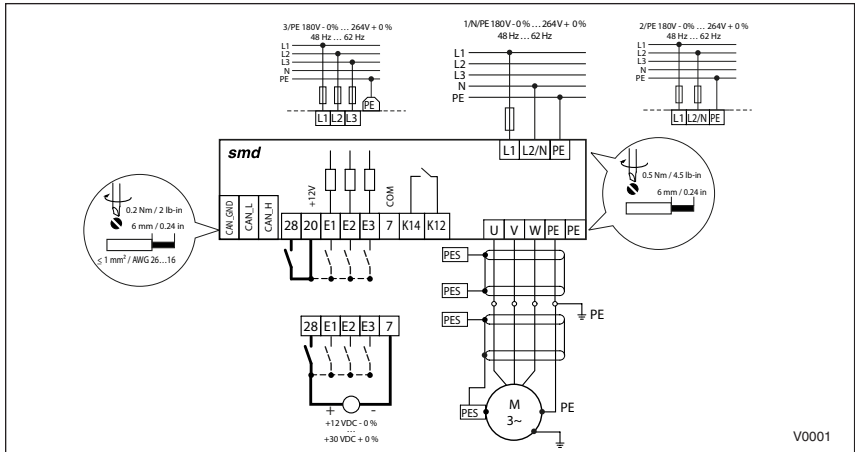 3/PE 180V - 0% ... 264V + 0 %
48 Hz ... 62 Hz
L1
L2
L3
N
PE
PE
L1 L2 L3
1/N/PE 180V - 0% ... 264V + 0 %
48 Hz ... 62 Hz
L1
L2
L3
N
PE
L1 L2/N PE
2/PE 180V - 0% ... 264V + 0 %
48 Hz ... 62 Hz
L1
L2
L3
N
PE
L1 L2/N PE
smd
0.2 Nm / 2 lb-in
6 mm / 0.24 in
≤ 1 mm² / AWG 26...16
0.5 Nm / 4.5 lb-in
6 mm / 0.24 in
CAN_GND
CAN_L
CAN_H
+12V
COM
28 20 E1 E2 E3 7 K14 K12
U V W PE PE
PES
PES
PES
PE
28 E1 E2 E3 7
+ -
+12 VDC - 0 %
...
+30 VDC + 0 %
PES
M
3~
PE
V0001